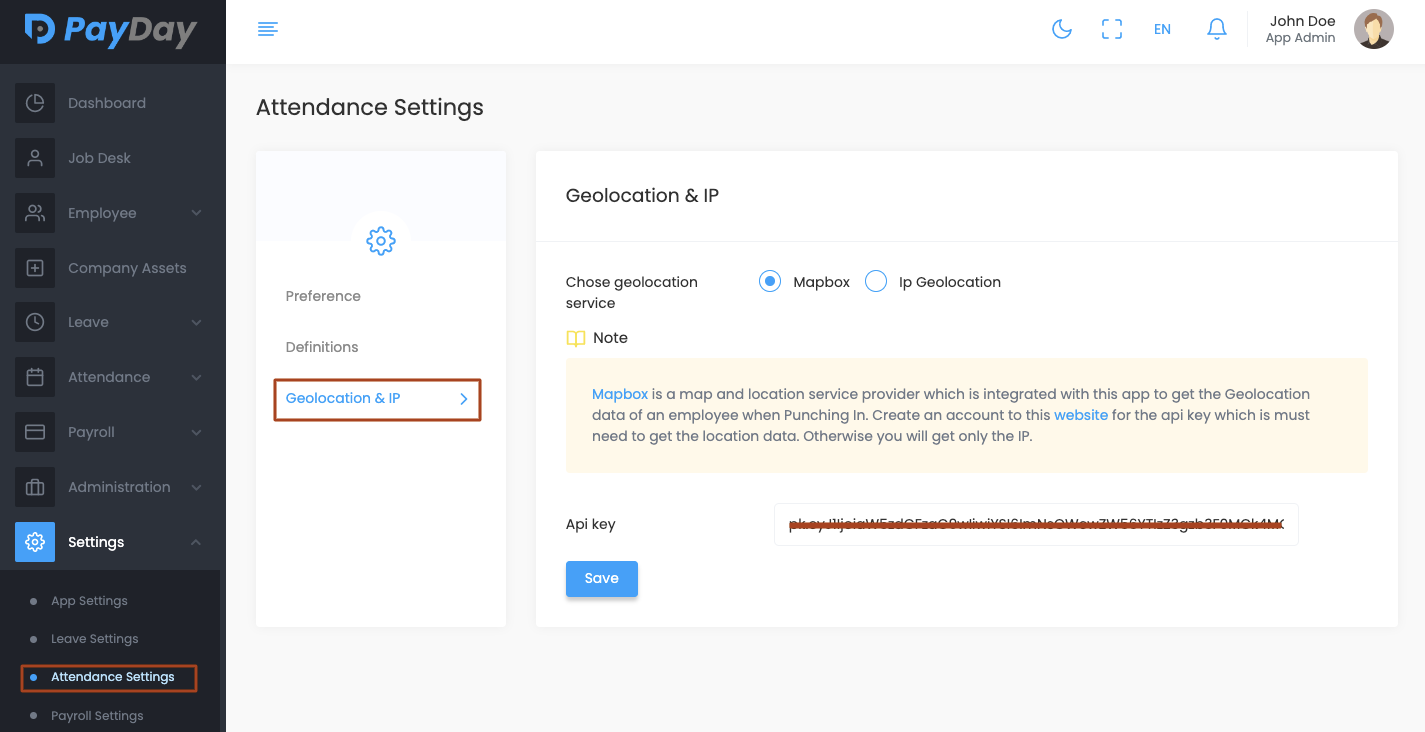 PayDay
EN
John Doe
App Admin
Dashboard
Job Desk
Employee
Company Assets
Leave
Attendance
Payroll
Administration
Settings
App Settings
Leave Settings
Attendance Settings
Payroll Settings
Attendance Settings
Preference
Definitions
Geolocation & IP
Geolocation & IP
Chose geolocation
service
Mapbox
Ip Geolocation
Note
Mapbox is a map and location service provider which is integrated with this app to get the Geolocation
data of an employee when Punching In. Create an account to this website for the api key which is must
need to get the location data. Otherwise you will get only the IP.
Api key
Save